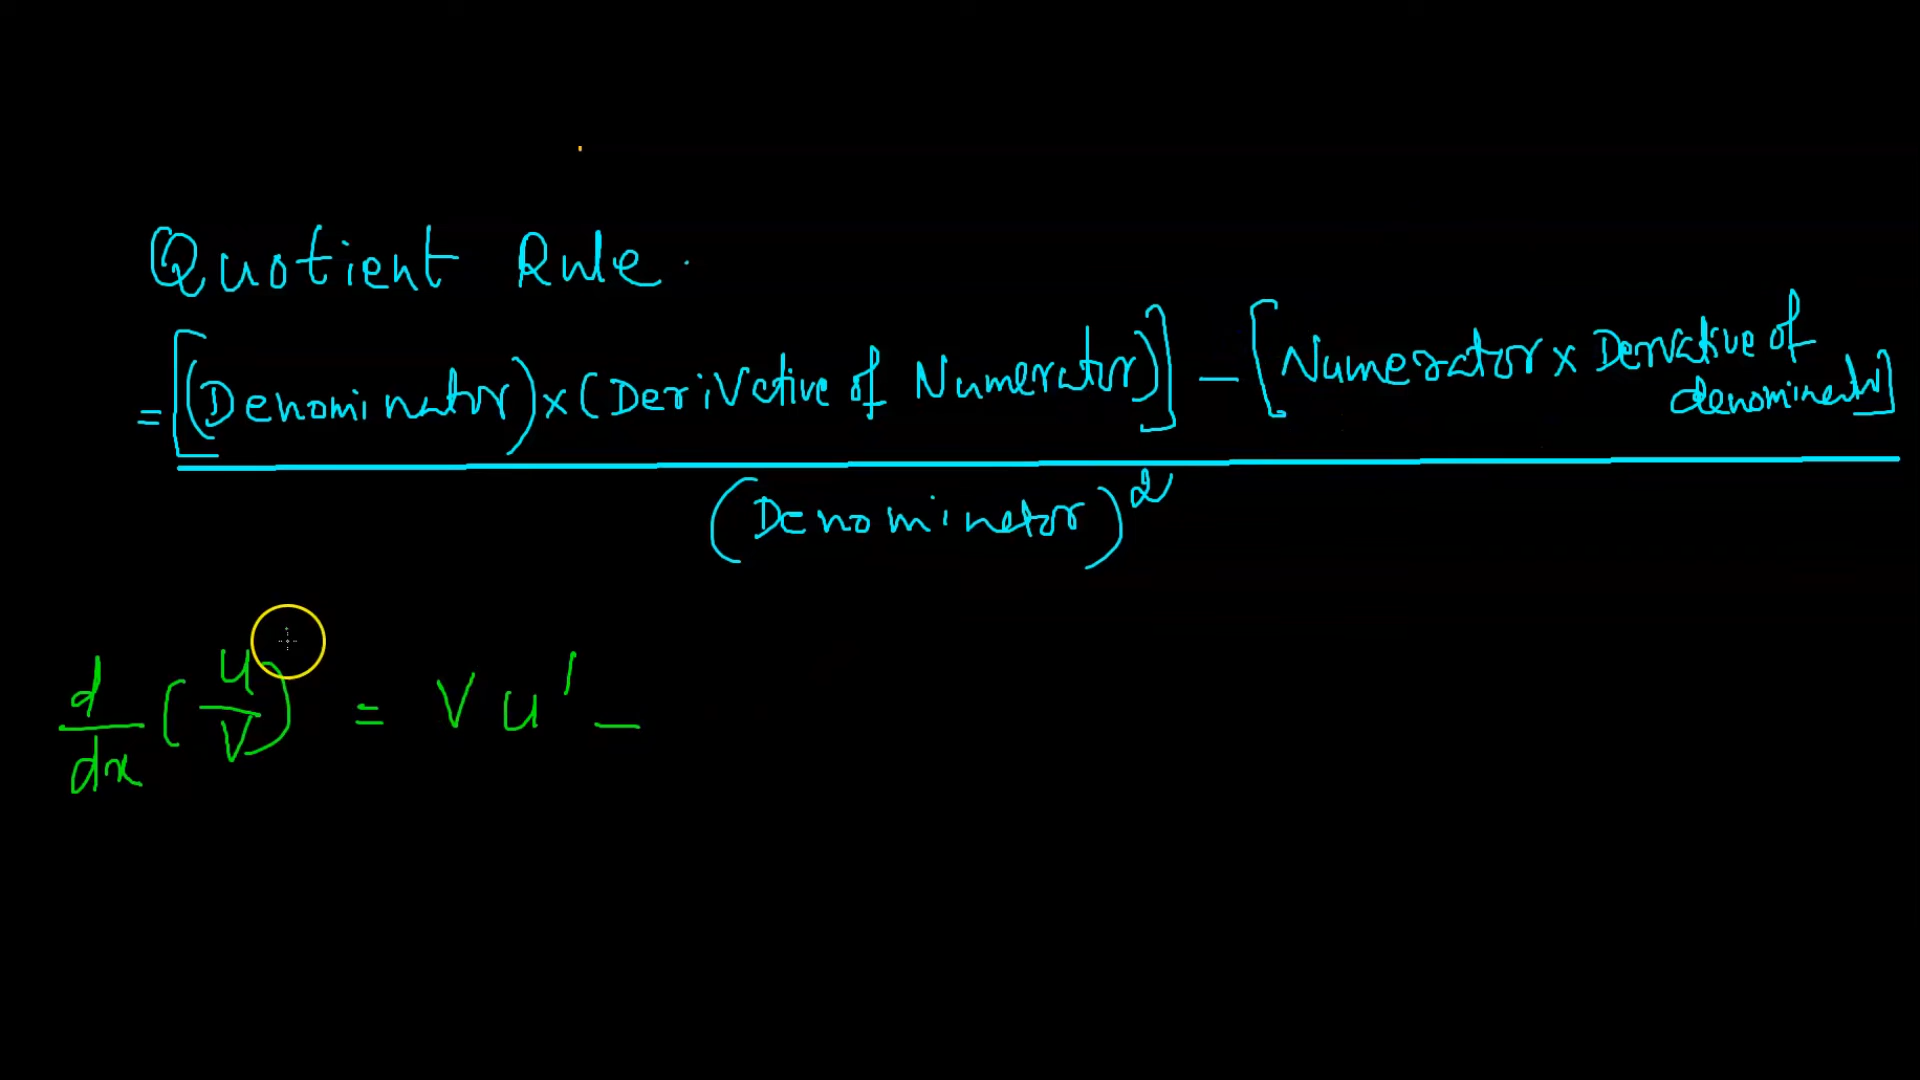 Quotient Rule.
= [(Denominator) x (Derivative of Numerator)] - [Numerator x Derivative of denominator]
(Denominator)²
d/dx (u/v) = Vu' -